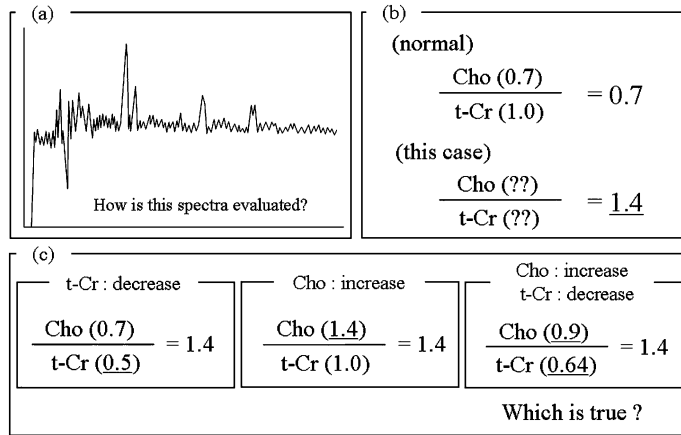 (a)
How is this spectra evaluated?
(b)
(normal)
Cho (0.7)
t-Cr (1.0)
= 0.7
(this case)
Cho (??)
t-Cr (??)
= 1.4
(c)
t-Cr : decrease
Cho (0.7)
t-Cr (0.5)
= 1.4
Cho : increase
Cho (1.4)
t-Cr (1.0)
= 1.4
Cho : increase
t-Cr : decrease
Cho (0.9)
t-Cr (0.64)
= 1.4
Which is true ?